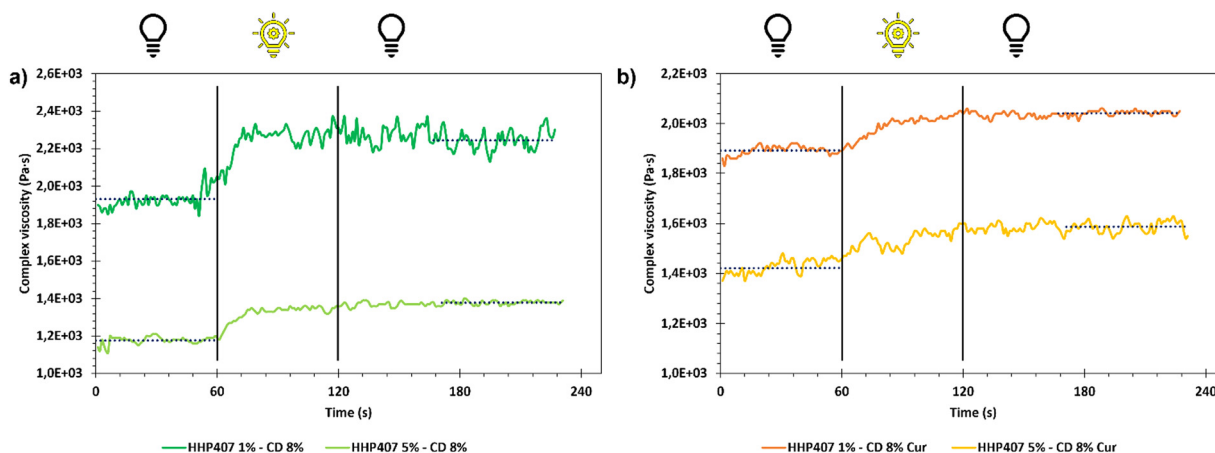 a)
Complex viscosity (Pa·s)
2,6E+03
2,4E+03
2,2E+03
2,0E+03
1,8E+03
1,6E+03
1,4E+03
1,2E+03
1,0E+03
0 60 120 180 240
Time (s)
HHP407 1% - CD 8% HHP407 5% - CD 8%
b)
Complex viscosity (Pa·s)
2,2E+03
2,0E+03
1,8E+03
1,6E+03
1,4E+03
1,2E+03
1,0E+03
0 60 120 180 240
Time (s)
HHP407 1% - CD 8% Cur HHP407 5% - CD 8% Cur